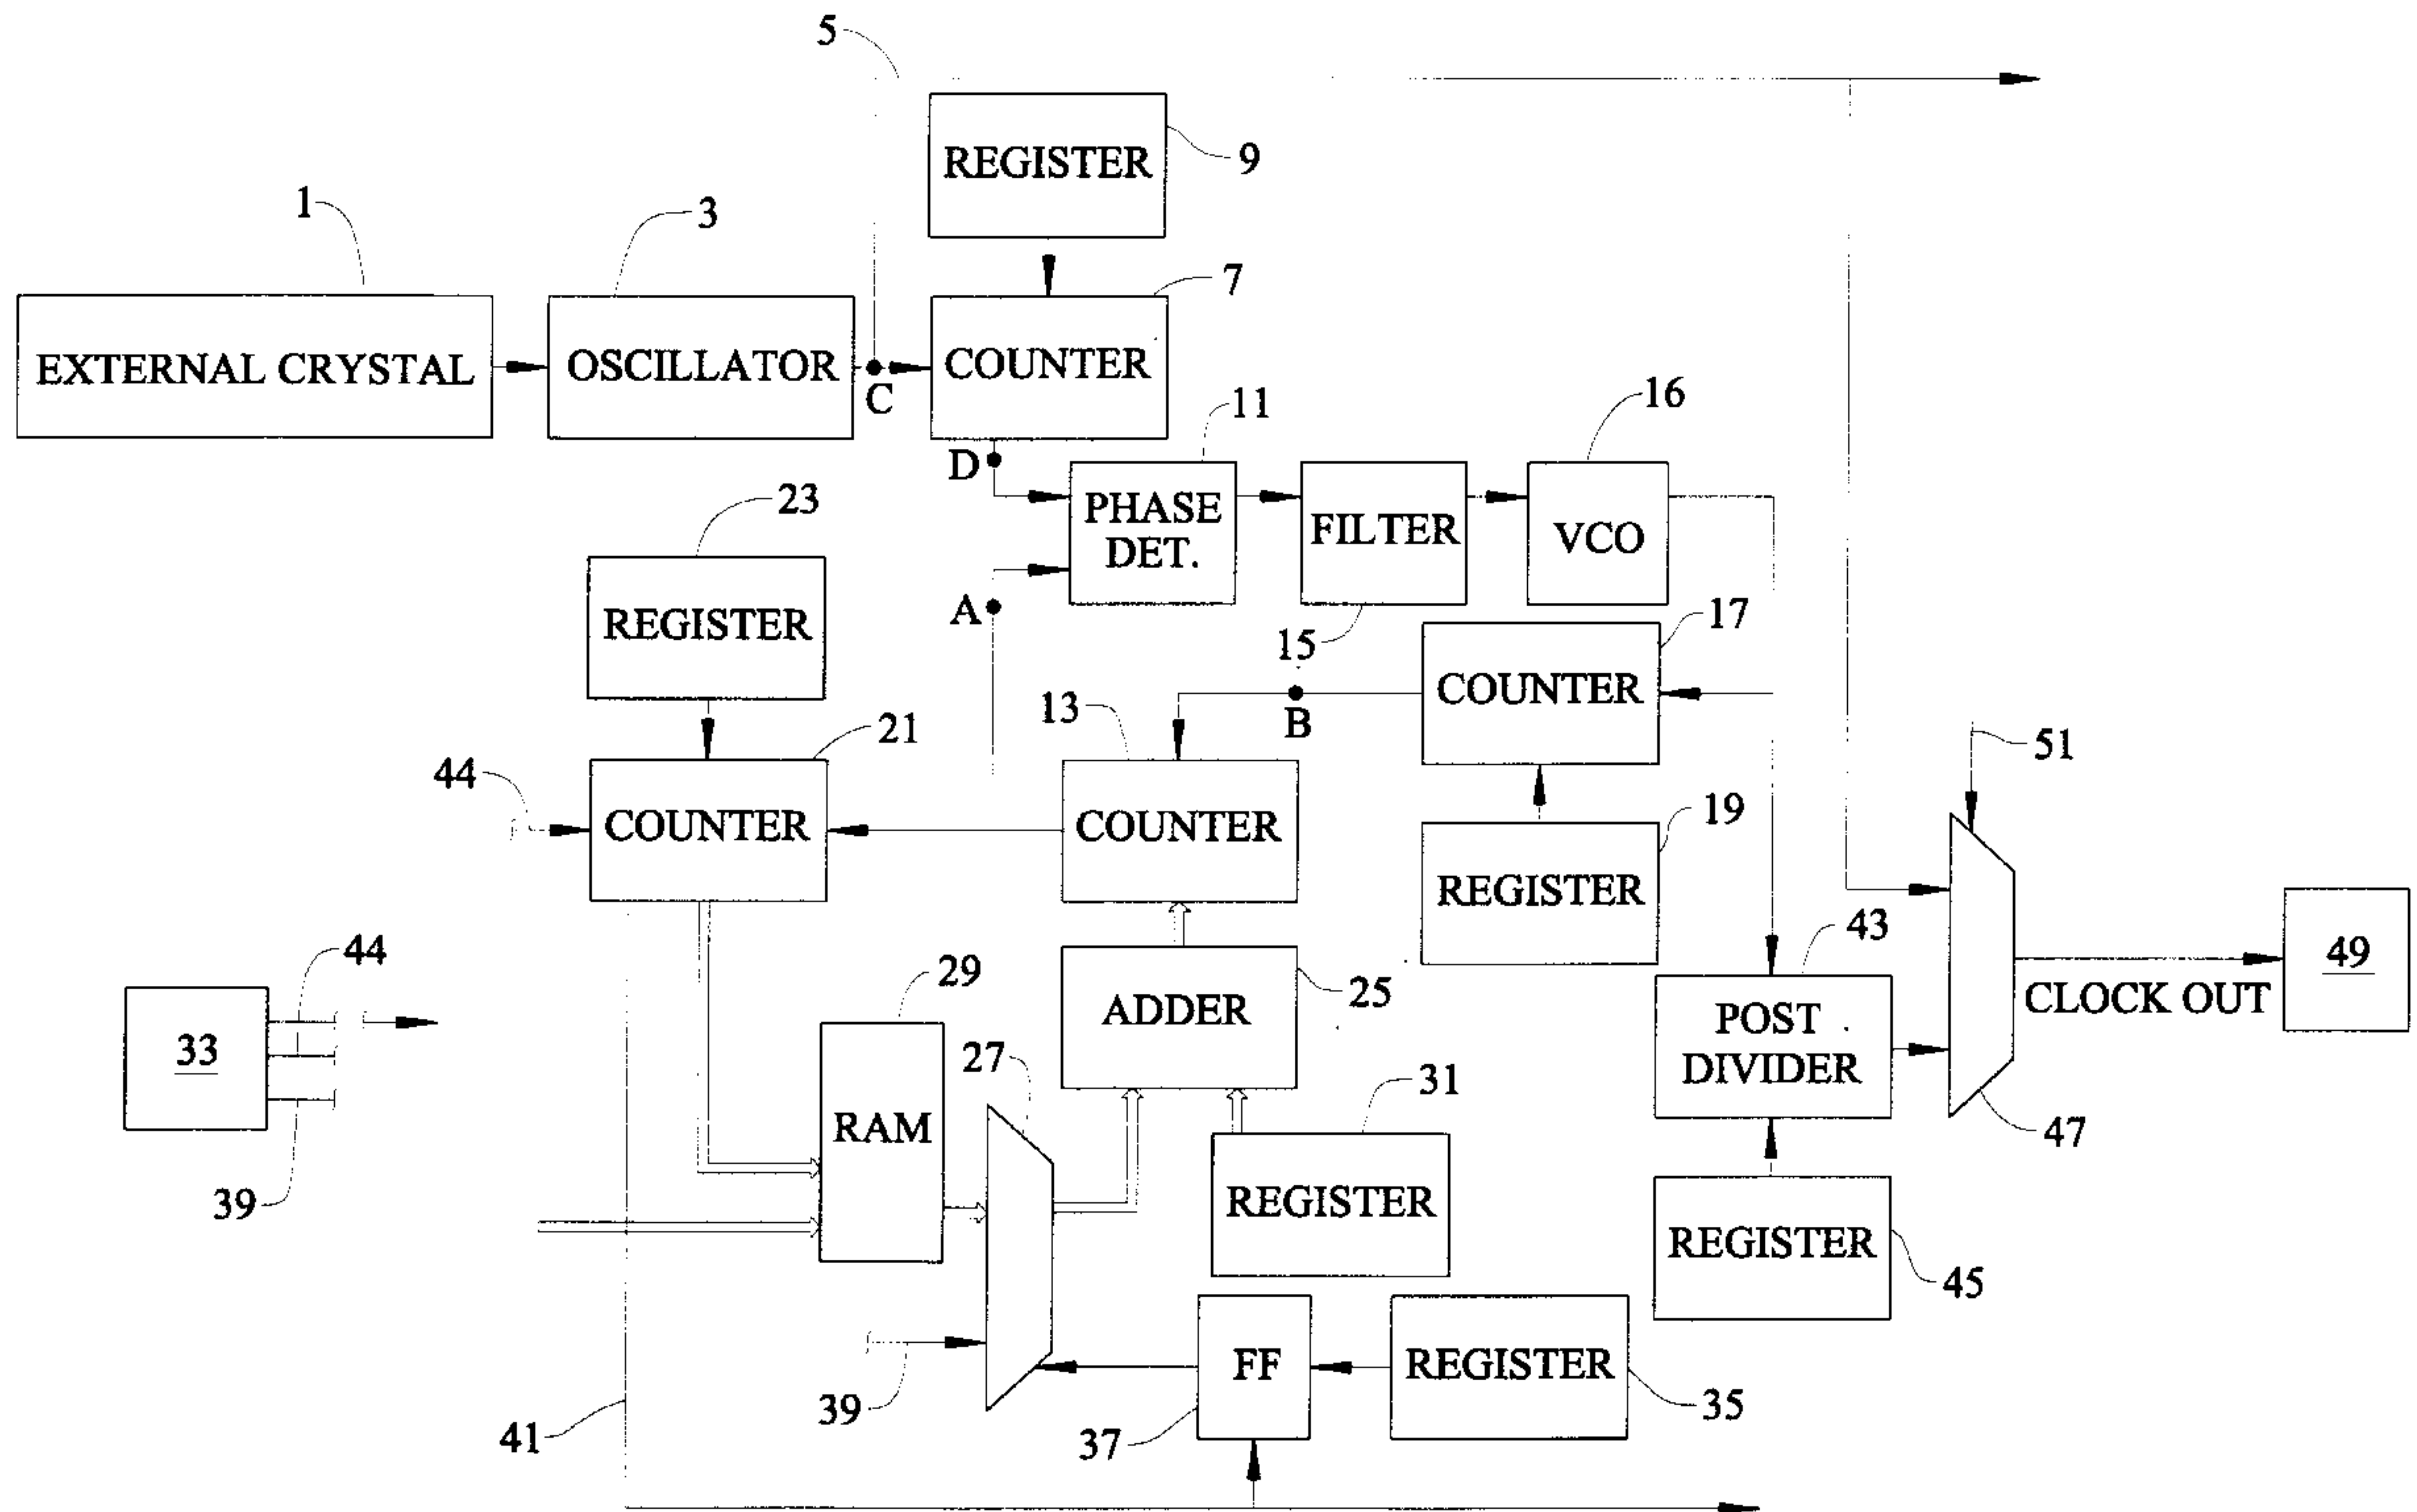 5
REGISTER
9
1
3
7
EXTERNAL CRYSTAL
OSCILLATOR
C
COUNTER
D
11
16
PHASE
DET.
FILTER
VCO
23
REGISTER
A
15
17
COUNTER
13
B
21
51
44
COUNTER
COUNTER
19
REGISTER
44
29
ADDER
25
43
49
CLOCK OUT
33
27
POST
DIVIDER
31
RAM
47
39
REGISTER
REGISTER
45
FF
REGISTER
39
35
41
37